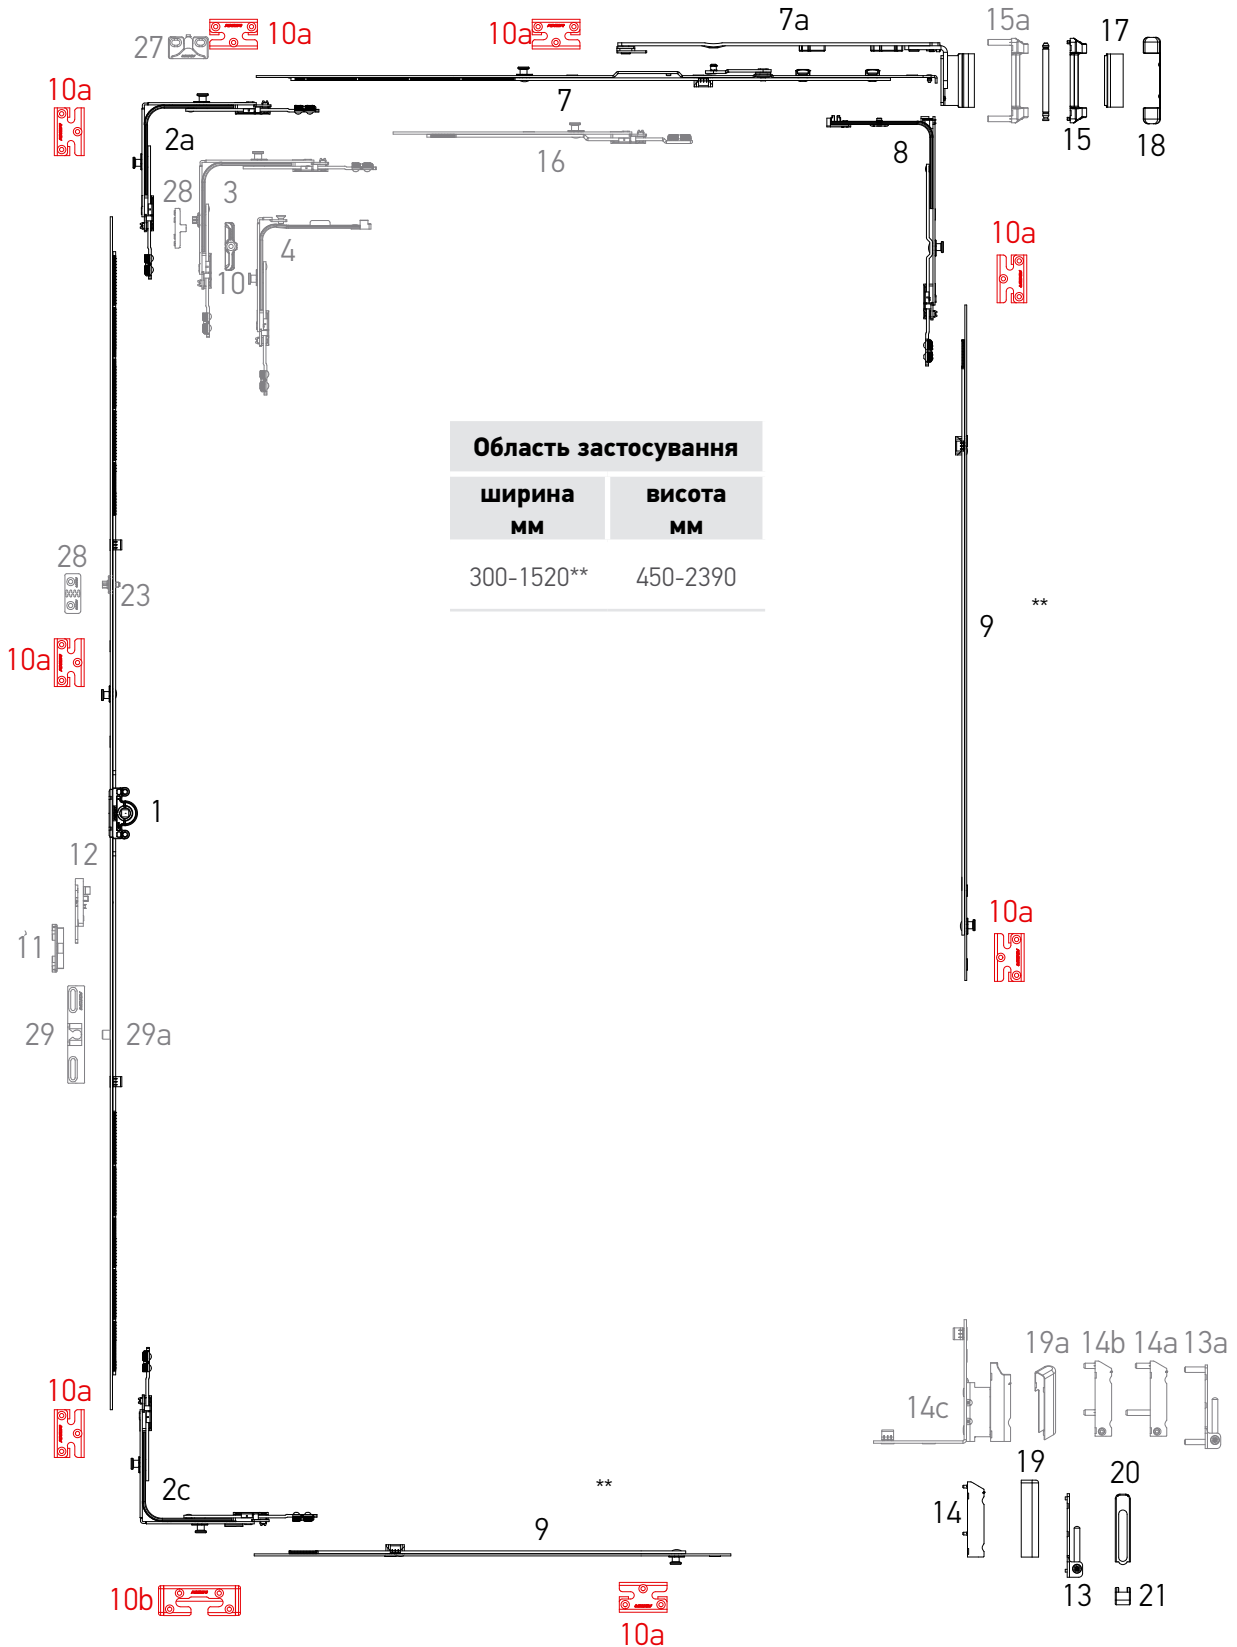 27
10a
10a
7a
15a
17
10a
2a
7
16
8
15
18
28
3
10
4
10a
Область застосування
ширина
мм
висота
мм
300-1520**
450-2390
28
23
10a
9
**
1
12
11
10a
29
29a
10a
14c
19a
14b
14a
13a
2c
**
9
14
19
20
13
21
10b
10a